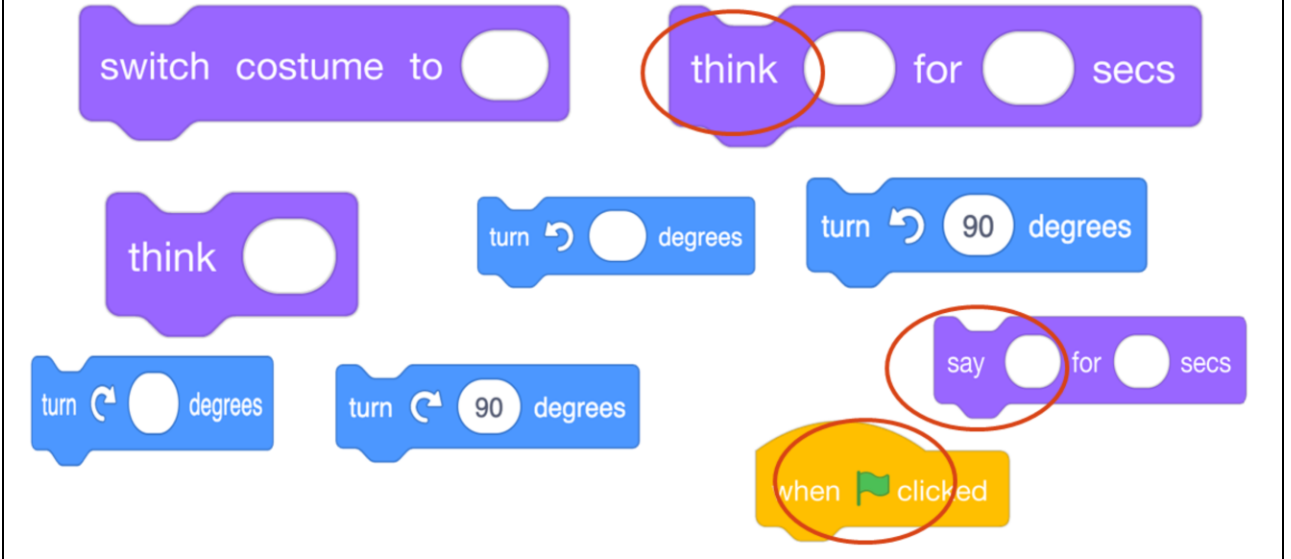 switch costume to
think for secs
think
turn degrees
turn 90 degrees
say for secs
turn degrees
turn 90 degrees
when clicked